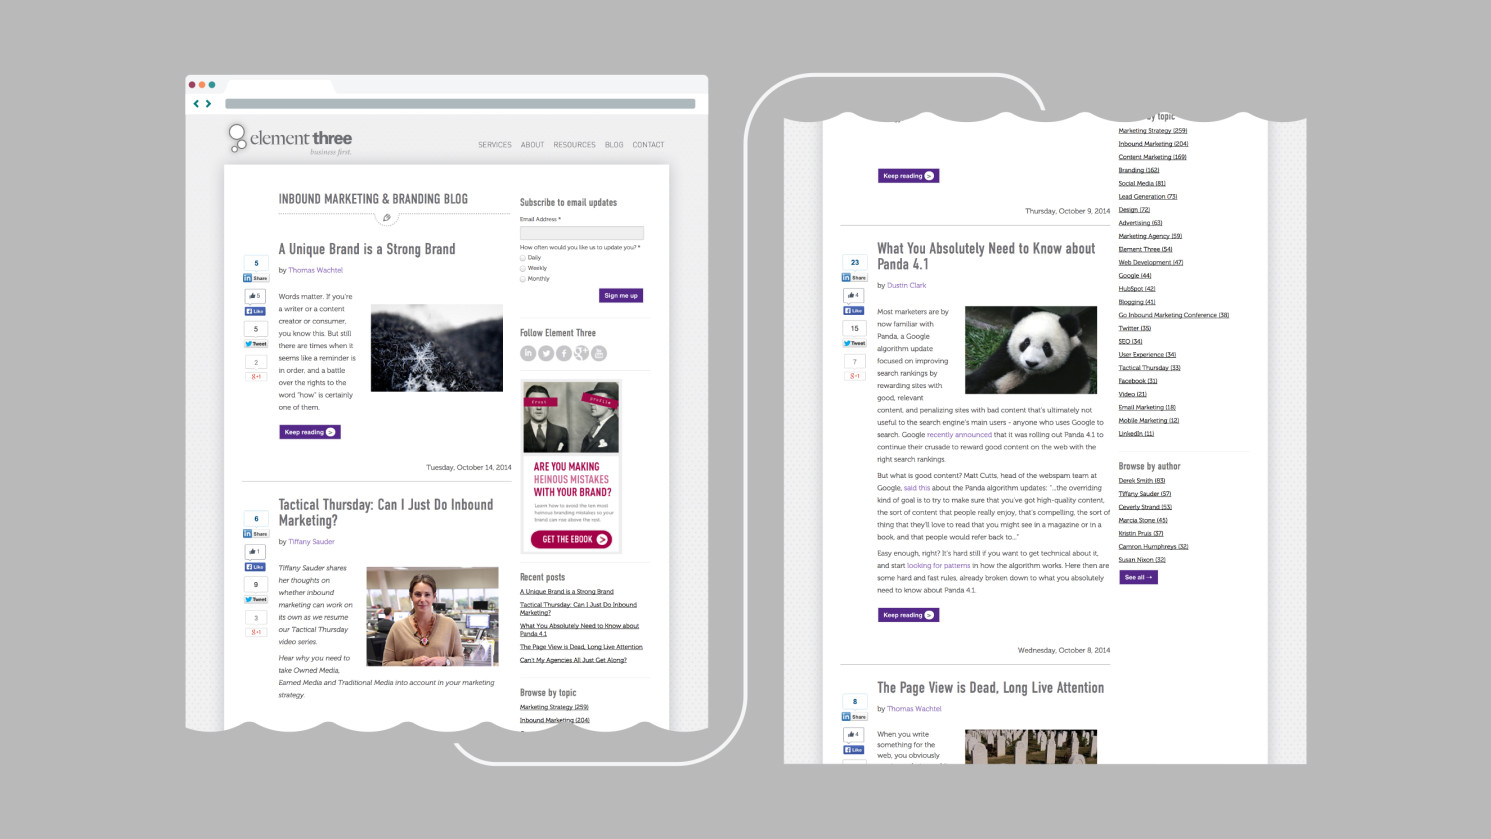 element three
business first.
SERVICES ABOUT RESOURCES BLOG CONTACT
INBOUND MARKETING & BRANDING BLOG
A Unique Brand is a Strong Brand
by Thomas Wachtel
5
in Share
5
Like
5
Tweet
2
g+1
Words matter. If you're
a writer or a content
creator or consumer,
you know this. But still
there are times when it
seems like a reminder is
in order, and a battle
over the rights to the
word "how" is certainly
one of them.
Keep reading
Tuesday, October 14, 2014
Tactical Thursday: Can I Just Do Inbound
Marketing?
by Tiffany Sauder
6
in Share
1
Like
9
Tweet
3
g+1
Tiffany Sauder shares
her thoughts on
whether inbound
marketing can work on
its own as we resume
our Tactical Thursday
video series.
Hear why you need to
take Owned Media,
Earned Media and Traditional Media into account in your marketing
strategy.
Subscribe to email updates
Email Address *
How often would you like us to update you? *
Daily
Weekly
Monthly
Sign me up
Follow Element Three
front
profile
ARE YOU MAKING
HEINOUS MISTAKES
WITH YOUR BRAND?
Learn how to avoid the ten most
heinous branding mistakes so your
brand can rise above the rest.
GET THE EBOOK
Recent posts
A Unique Brand is a Strong Brand
Tactical Thursday: Can I Just Do Inbound
Marketing?
What You Absolutely Need to Know about
Panda 4.1
The Page View is Dead, Long Live Attention
Can't My Agencies All Just Get Along?
Browse by topic
Marketing Strategy (259)
Inbound Marketing (204)
Keep reading
Thursday, October 9, 2014
What You Absolutely Need to Know about
Panda 4.1
by Dustin Clark
23
in Share
4
Like
15
Tweet
7
g+1
Most marketers are by
now familiar with
Panda, a Google
algorithm update
focused on improving
search rankings by
rewarding sites with
good, relevant
content, and penalizing sites with bad content that's ultimately not
useful to the search engine's main users - anyone who uses Google to
search. Google recently announced that it was rolling out Panda 4.1 to
continue their crusade to reward good content on the web with the
right search rankings.
But what is good content? Matt Cutts, head of the webspam team at
Google, said this about the Panda algorithm updates: "...the overriding
kind of goal is to try to make sure that you've got high-quality content,
the sort of content that people really enjoy, that's compelling, the sort of
thing that they'll love to read that you might see in a magazine or in a
book, and that people would refer back to..."
Easy enough, right? It's hard still if you want to get technical about it,
and start looking for patterns in how the algorithm works. Here then are
some hard and fast rules, already broken down to what you absolutely
need to know about Panda 4.1.
Keep reading
Wednesday, October 8, 2014
The Page View is Dead, Long Live Attention
by Thomas Wachtel
8
in Share
4
Like
When you write
something for the
web, you obviously
by topic
Marketing Strategy (259)
Inbound Marketing (204)
Content Marketing (169)
Branding (162)
Social Media (81)
Lead Generation (73)
Design (72)
Advertising (63)
Marketing Agency (59)
Element Three (54)
Web Development (47)
Google (44)
HubSpot (42)
Blogging (41)
Go Inbound Marketing Conference (38)
Twitter (35)
SEO (34)
User Experience (34)
Tactical Thursday (33)
Facebook (31)
Video (21)
Email Marketing (18)
Mobile Marketing (12)
LinkedIn (11)
Browse by author
Derek Smith (83)
Tiffany Sauder (57)
Ceverly Strand (53)
Marcia Stone (45)
Kristin Pruis (37)
Camron Humphreys (32)
Susan Nixon (32)
See all →